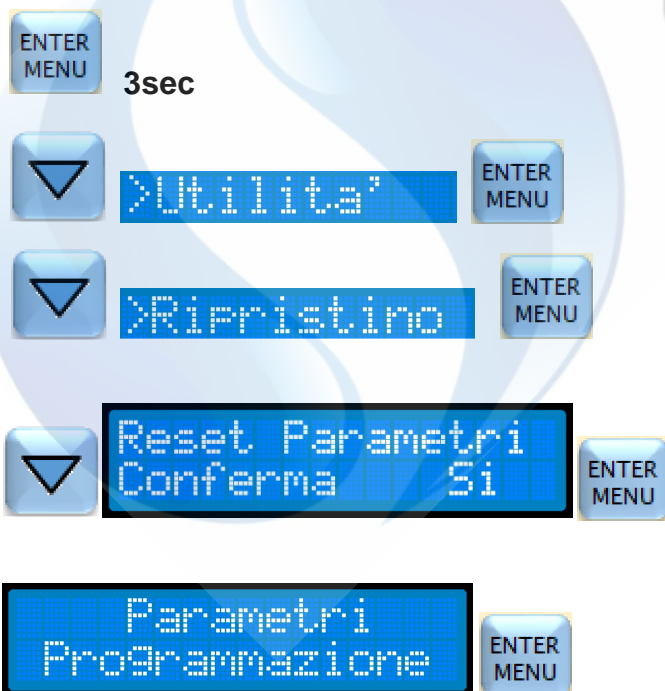 ENTER
MENU
3sec
>Utilita'
ENTER
MENU
>Ripristino
ENTER
MENU
Reset Parametri
Conferma Si
ENTER
MENU
Parametri
Programmazione
ENTER
MENU